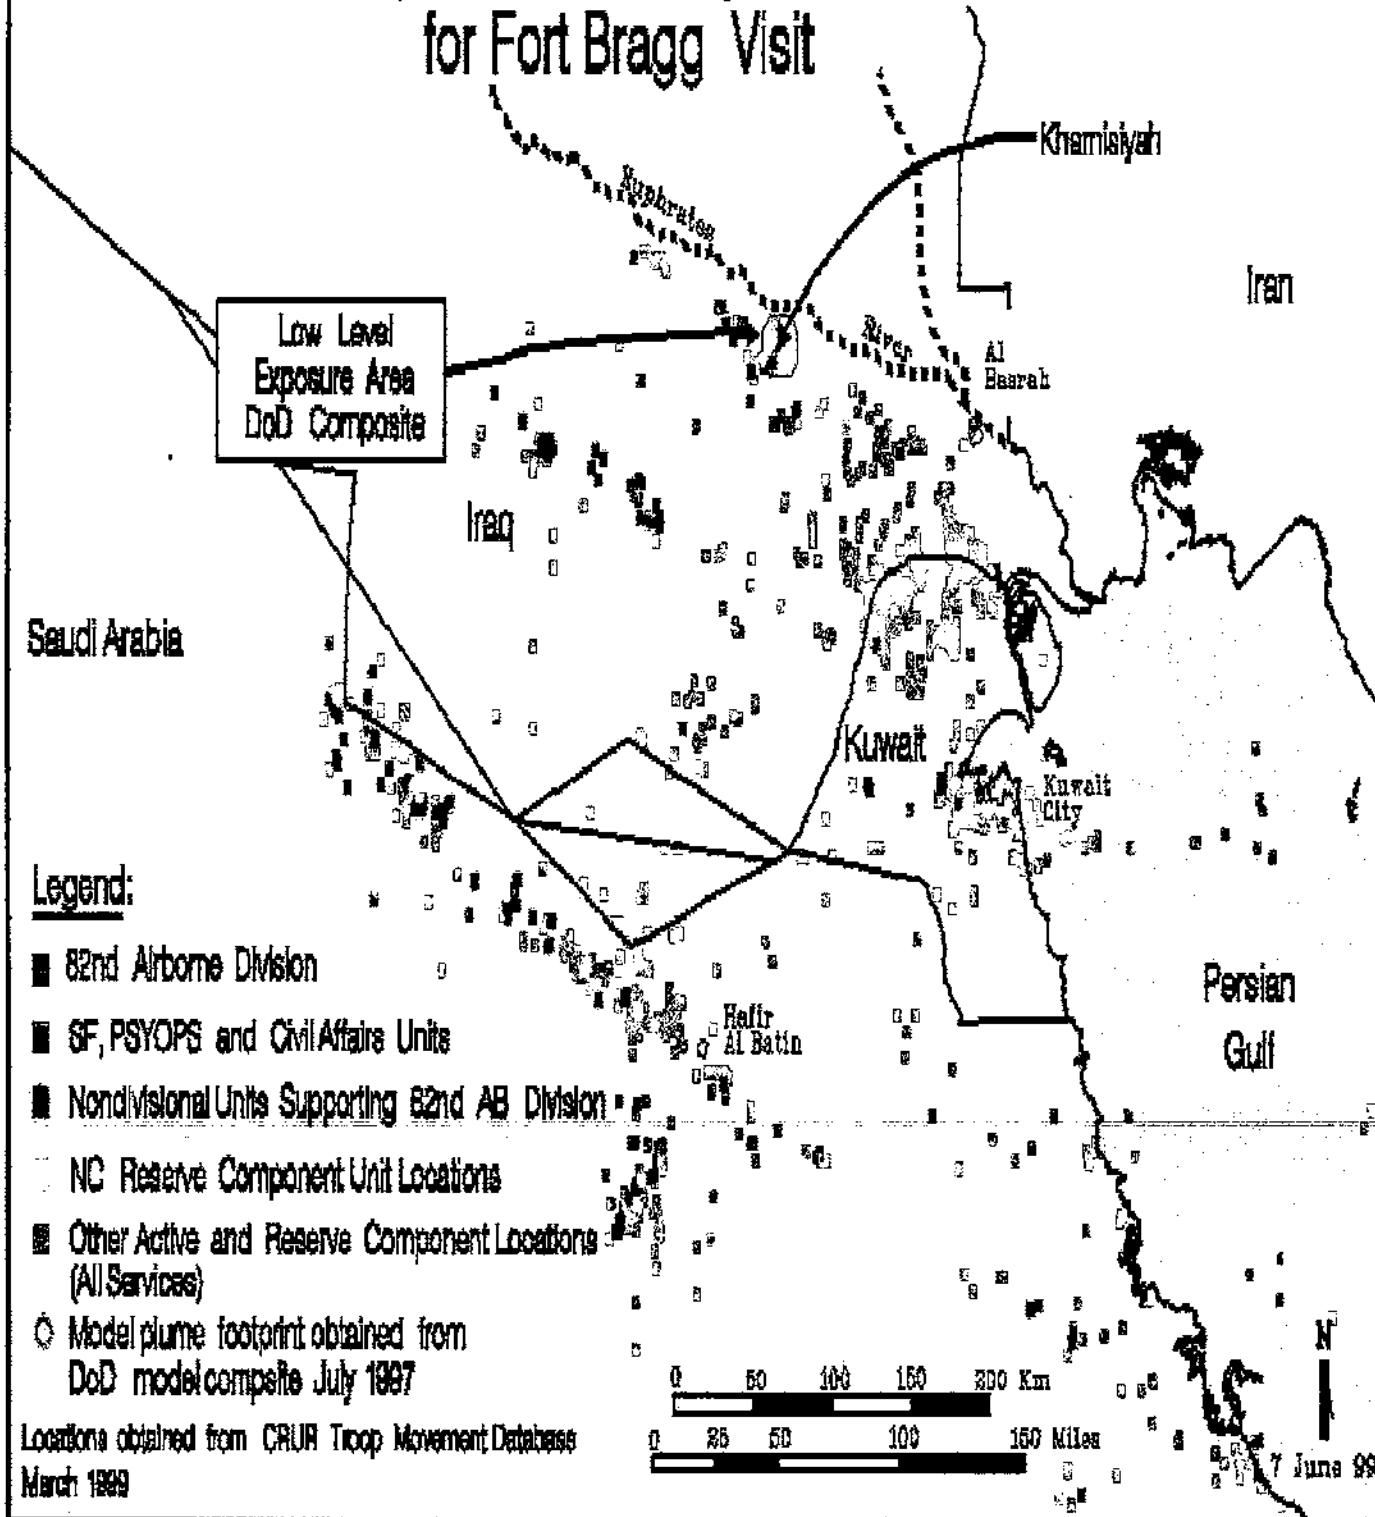 for Fort Bragg Visit
Khamisiyah
Euphrates
Iran
Low Level
Exposure Area
DoD Composite
River
Al
Basrah
Iraq
Saudi Arabia
Kuwait
Kuwait
City
Legend:
82nd Airborne Division
SF, PSYOPS and Civil Affairs Units
Nondivisional Units Supporting 82nd AB Division
NC Reserve Component Unit Locations
Other Active and Reserve Component Locations
(All Services)
Model plume footprint obtained from
DoD model compsite July 1997
Locations obtained from CRUR Troop Movement Database
March 1999
Hafir
Al Batin
Persian
Gulf
0 50 100 150 200 Km
0 25 50 100 150 Miles
N
7 June 99